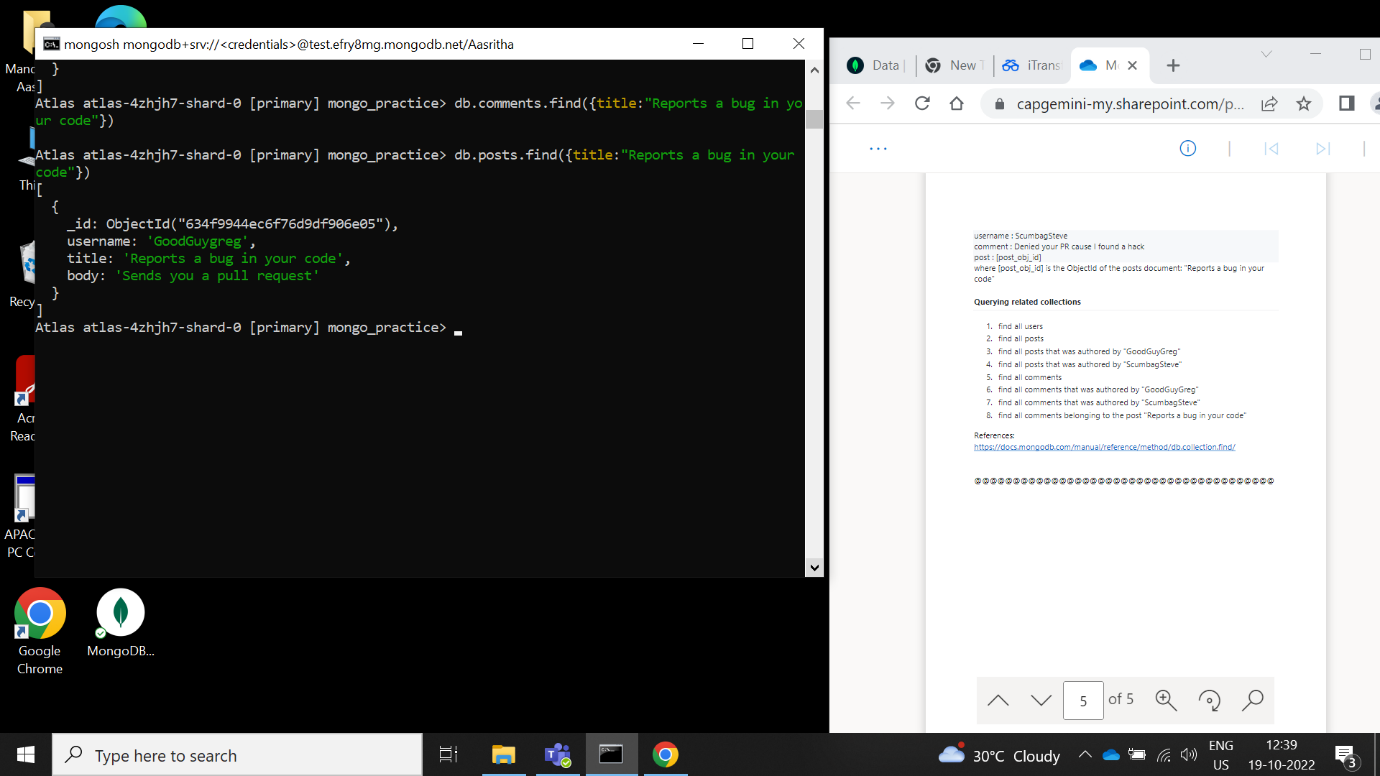 mongosh mongodb+srv://<credentials>@test.efry8mg.mongodb.net/Aasritha
}
]
Atlas atlas-4zhjh7-shard-0 [primary] mongo_practice> db.comments.find({title:"Reports a bug in yo
ur code"})
Atlas atlas-4zhjh7-shard-0 [primary] mongo_practice> db.posts.find({title:"Reports a bug in your
code"})
[
{
_id: ObjectId("634f9944ec6f76d9df906e05"),
username: 'GoodGuygreg',
title: 'Reports a bug in your code',
body: 'Sends you a pull request'
}
]
Atlas atlas-4zhjh7-shard-0 [primary] mongo_practice>
Mand
Aas
Thi
Recy
Acr
Reac
APAC
PC C
Google
Chrome
MongoDB...
Data
New T
iTrans
M
capgemini-my.sharepoint.com/p...
username : ScumbagSteve
comment : Denied your PR cause I found a hack
post : [post_obj_id]
where [post_obj_id] is the ObjectId of the posts document: "Reports a bug in your
code"
Querying related collections
1. find all users
2. find all posts
3. find all posts that was authored by "GoodGuyGreg"
4. find all posts that was authored by "ScumbagSteve"
5. find all comments
6. find all comments that was authored by "GoodGuyGreg"
7. find all comments that was authored by "ScumbagSteve"
8. find all comments belonging to the post "Reports a bug in your code"
References:
https://docs.mongodb.com/manual/reference/method/db.collection.find/
@@@@@@@@@@@@@@@@@@@@@@@@@@@@@@@@@@@@@@@
5 of 5
Type here to search
30°C Cloudy
ENG
US
12:39
19-10-2022
3